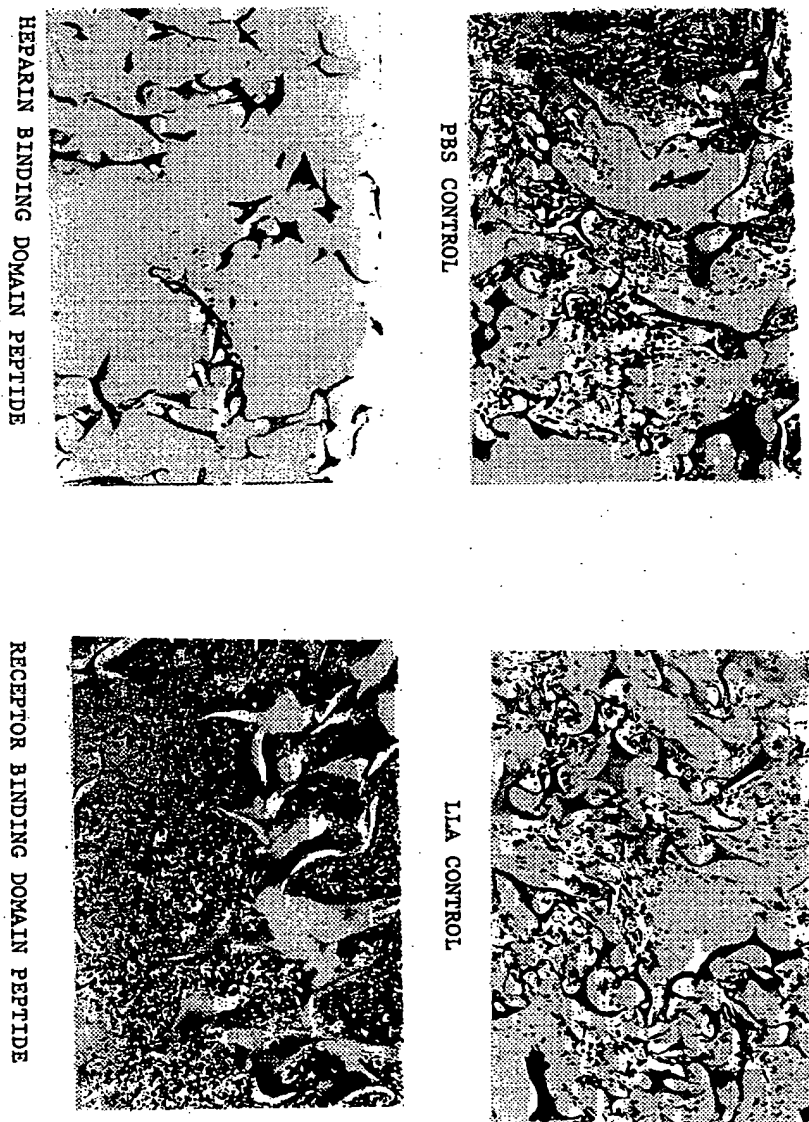 PBS CONTROL
LLA CONTROL
HEPARIN BINDING DOMAIN PEPTIDE
RECEPTOR BINDING DOMAIN PEPTIDE